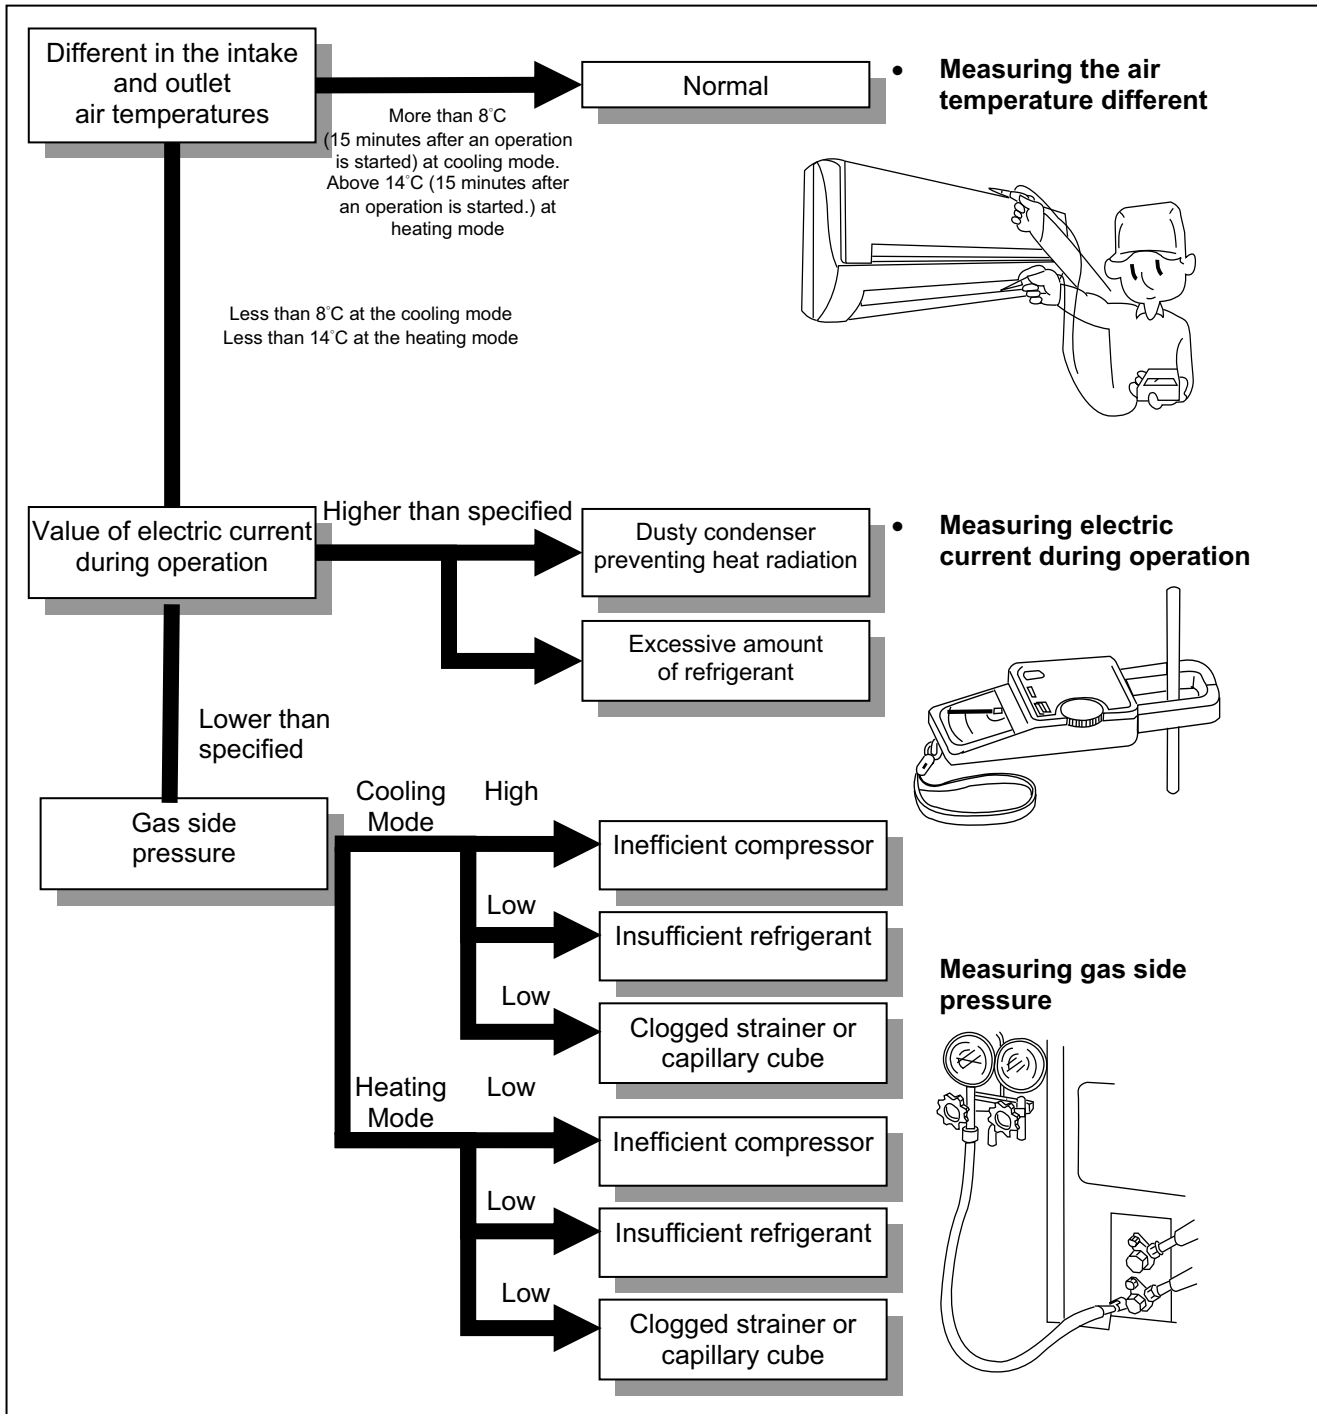 Different in the intake
and outlet
air temperatures
Normal
More than 8°C
(15 minutes after an operation
is started) at cooling mode.
Above 14°C (15 minutes after
an operation is started.) at
heating mode
• Measuring the air
temperature different
Less than 8°C at the cooling mode
Less than 14°C at the heating mode
Value of electric current
during operation
Higher than specified
Dusty condenser
preventing heat radiation
Excessive amount
of refrigerant
• Measuring electric
current during operation
Lower than
specified
Gas side
pressure
Cooling
Mode
High
Inefficient compressor
Low
Insufficient refrigerant
Low
Clogged strainer or
capillary cube
Heating
Mode
Low
Inefficient compressor
Low
Insufficient refrigerant
Low
Clogged strainer or
capillary cube
Measuring gas side
pressure